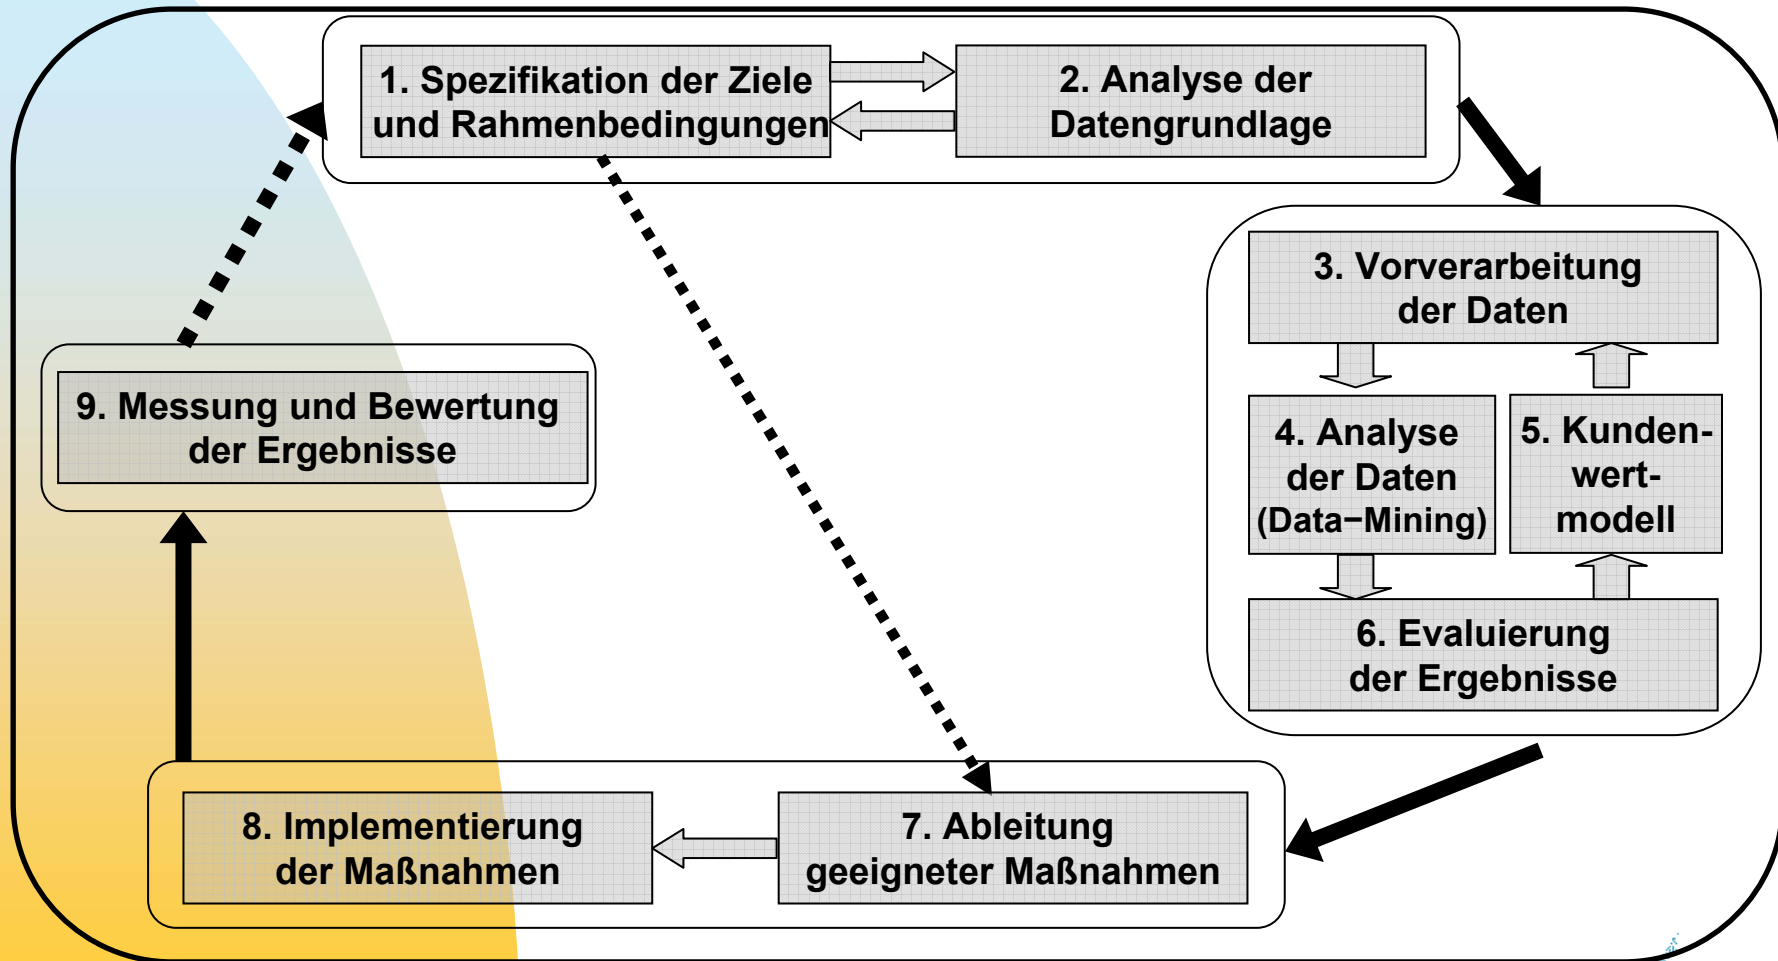 1. Spezifikation der Ziele
und Rahmenbedingungen
2. Analyse der
Datengrundlage
3. Vorverarbeitung
der Daten
4. Analyse
der Daten
(Data−Mining)
5. Kunden-
wert-
modell
6. Evaluierung
der Ergebnisse
7. Ableitung
geeigneter Maßnahmen
8. Implementierung
der Maßnahmen
9. Messung und Bewertung
der Ergebnisse